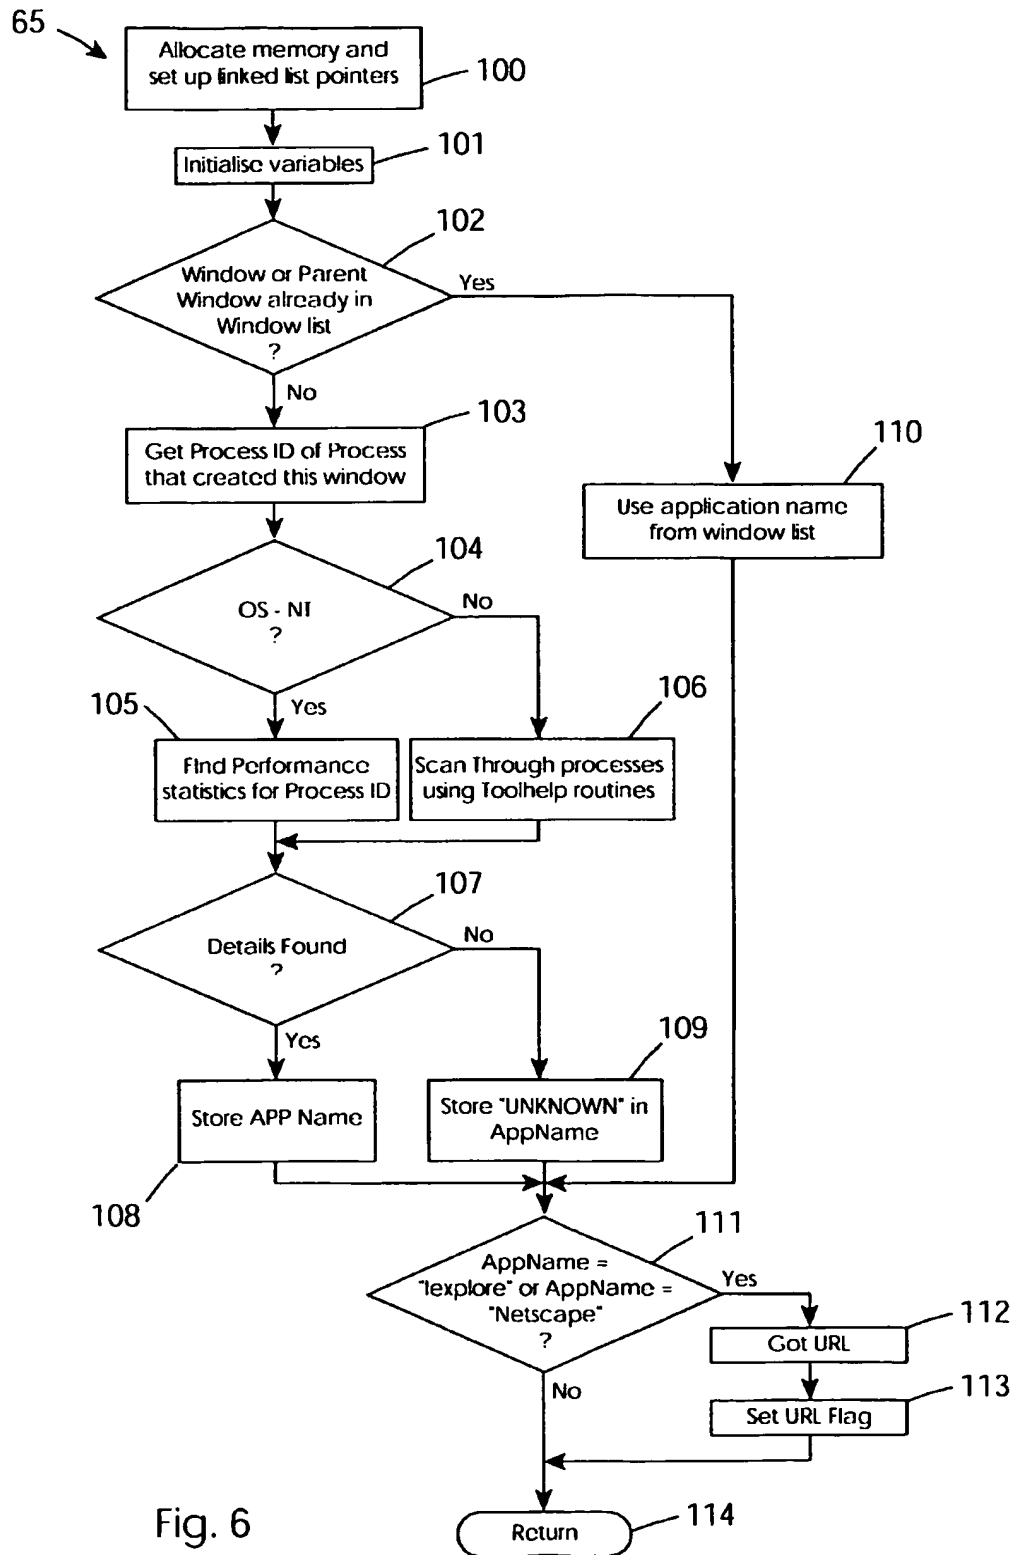 65
Allocate memory and
set up linked list pointers
100
101
Initialise variables
102
Window or Parent
Window already in
Window list
?
Yes
No
103
Get Process ID of Process
that created this window
110
Use application name
from window list
104
OS - NT
?
No
Yes
105
106
Find Performance
statistics for Process ID
Scan Through processes
using Toolhelp routines
107
Details Found
?
No
Yes
109
Store APP Name
Store "UNKNOWN" in
AppName
108
111
AppName =
"Iexplore" or AppName =
"Netscape"
?
Yes
112
Got URL
No
113
Set URL Flag
Fig. 6
114
Return